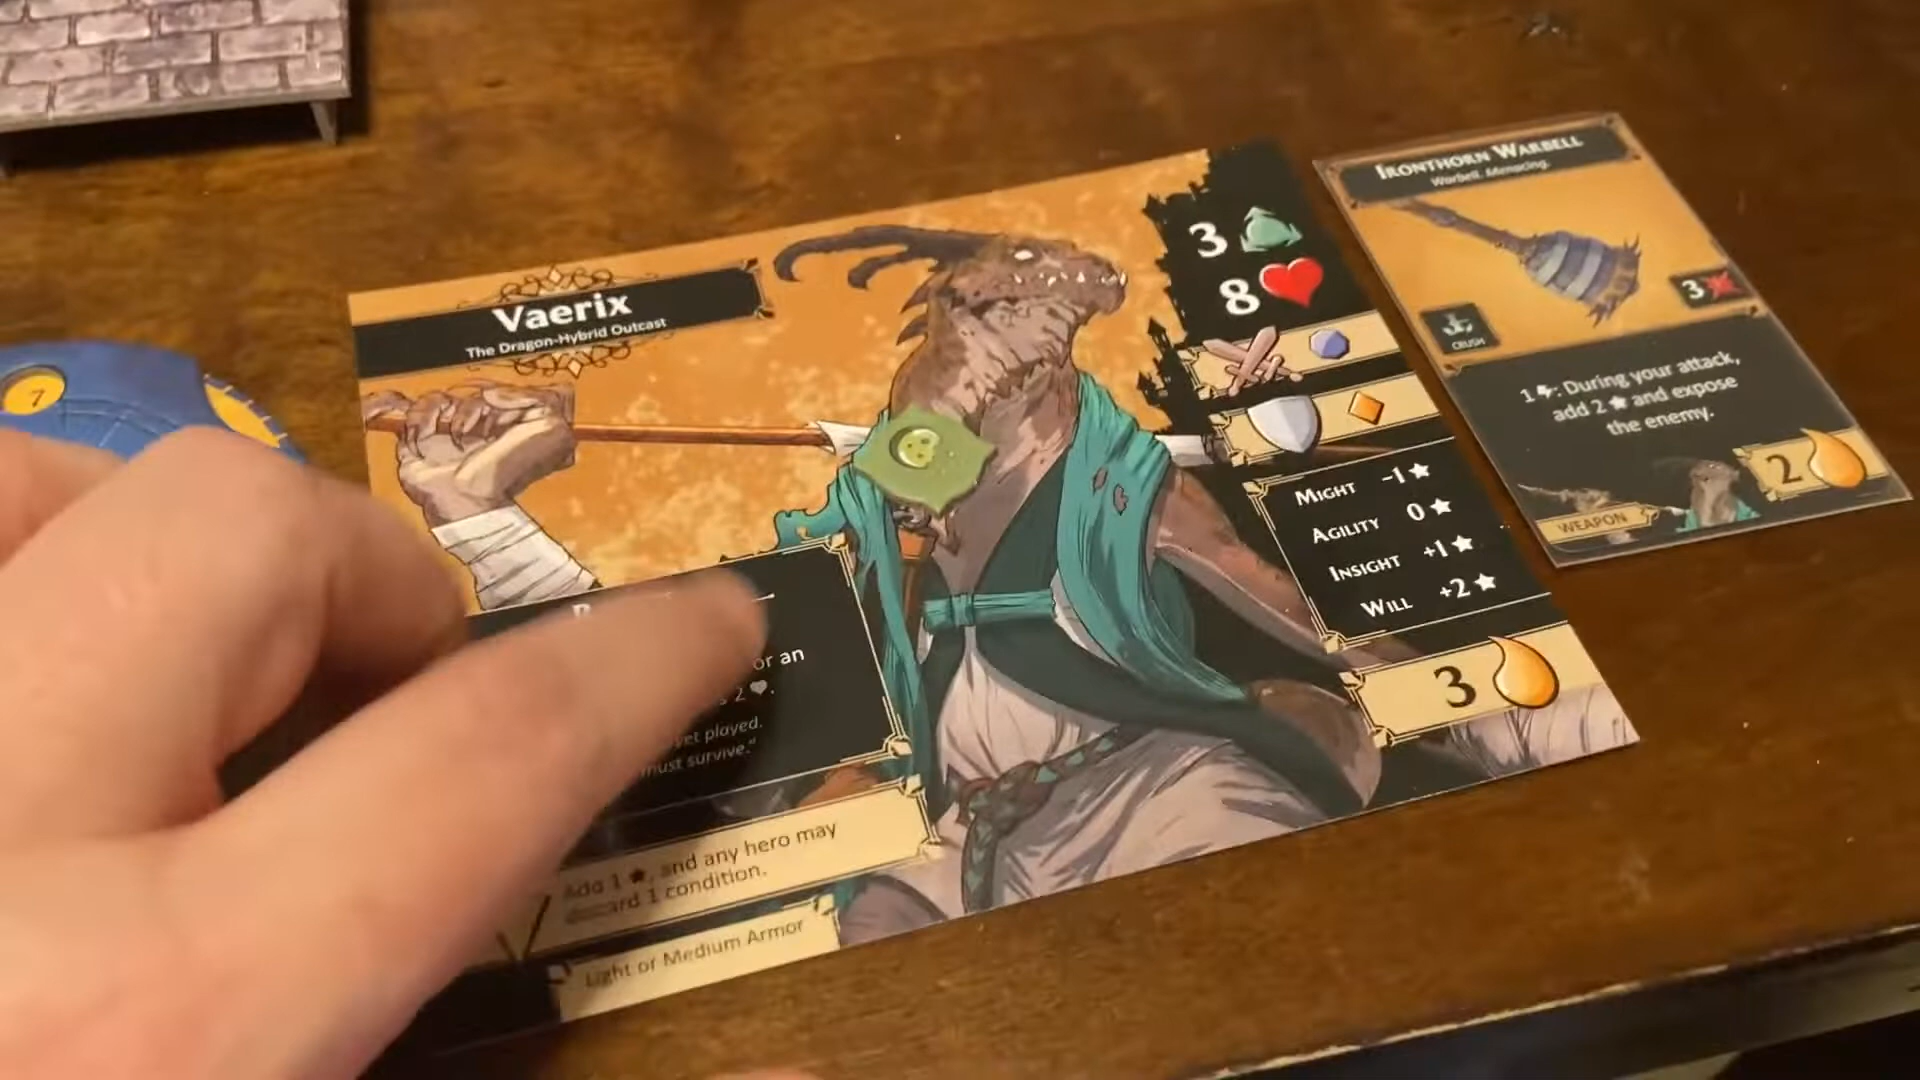 7
Vaerix
The Dragon-Hybrid Outcast
3
8
Might -1
Agility 0
Insight +1
Will +2
3
or an
2
yet played.
must survive."
Add 1 , and any hero may
discard 1 condition.
Light or Medium Armor
Ironthorn Warbell
Warbell. Menacing.
3
CRUSH
1 : During your attack,
add 2 and expose
the enemy.
2
WEAPON